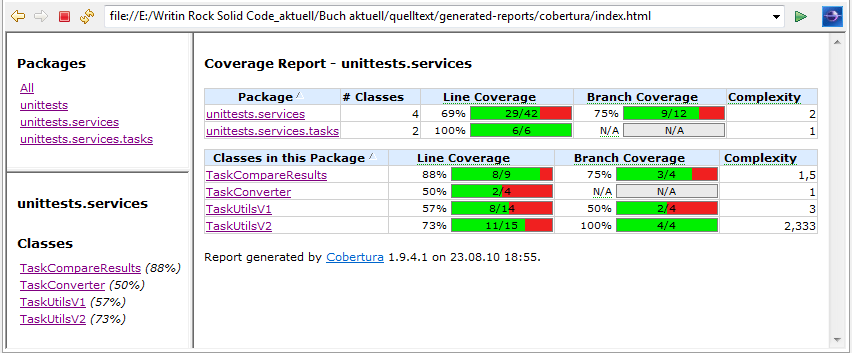 file://E:/Writin Rock Solid Code_aktuell/Buch aktuell/quelltext/generated-reports/cobertura/index.html
Packages
All
unittests
unittests.services
unittests.services.tasks
unittests.services
Classes
TaskCompareResults (88%)
TaskConverter (50%)
TaskUtilsV1 (57%)
TaskUtilsV2 (73%)
Coverage Report - unittests.services
Package # Classes Line Coverage Branch Coverage Complexity
unittests.services 4 69% 29/42 75% 9/12 2
unittests.services.tasks 2 100% 6/6 N/A N/A 1
Classes in this Package Line Coverage Branch Coverage Complexity
TaskCompareResults 88% 8/9 75% 3/4 1,5
TaskConverter 50% 2/4 N/A N/A 1
TaskUtilsV1 57% 8/14 50% 2/4 3
TaskUtilsV2 73% 11/15 100% 4/4 2,333
Report generated by Cobertura 1.9.4.1 on 23.08.10 18:55.